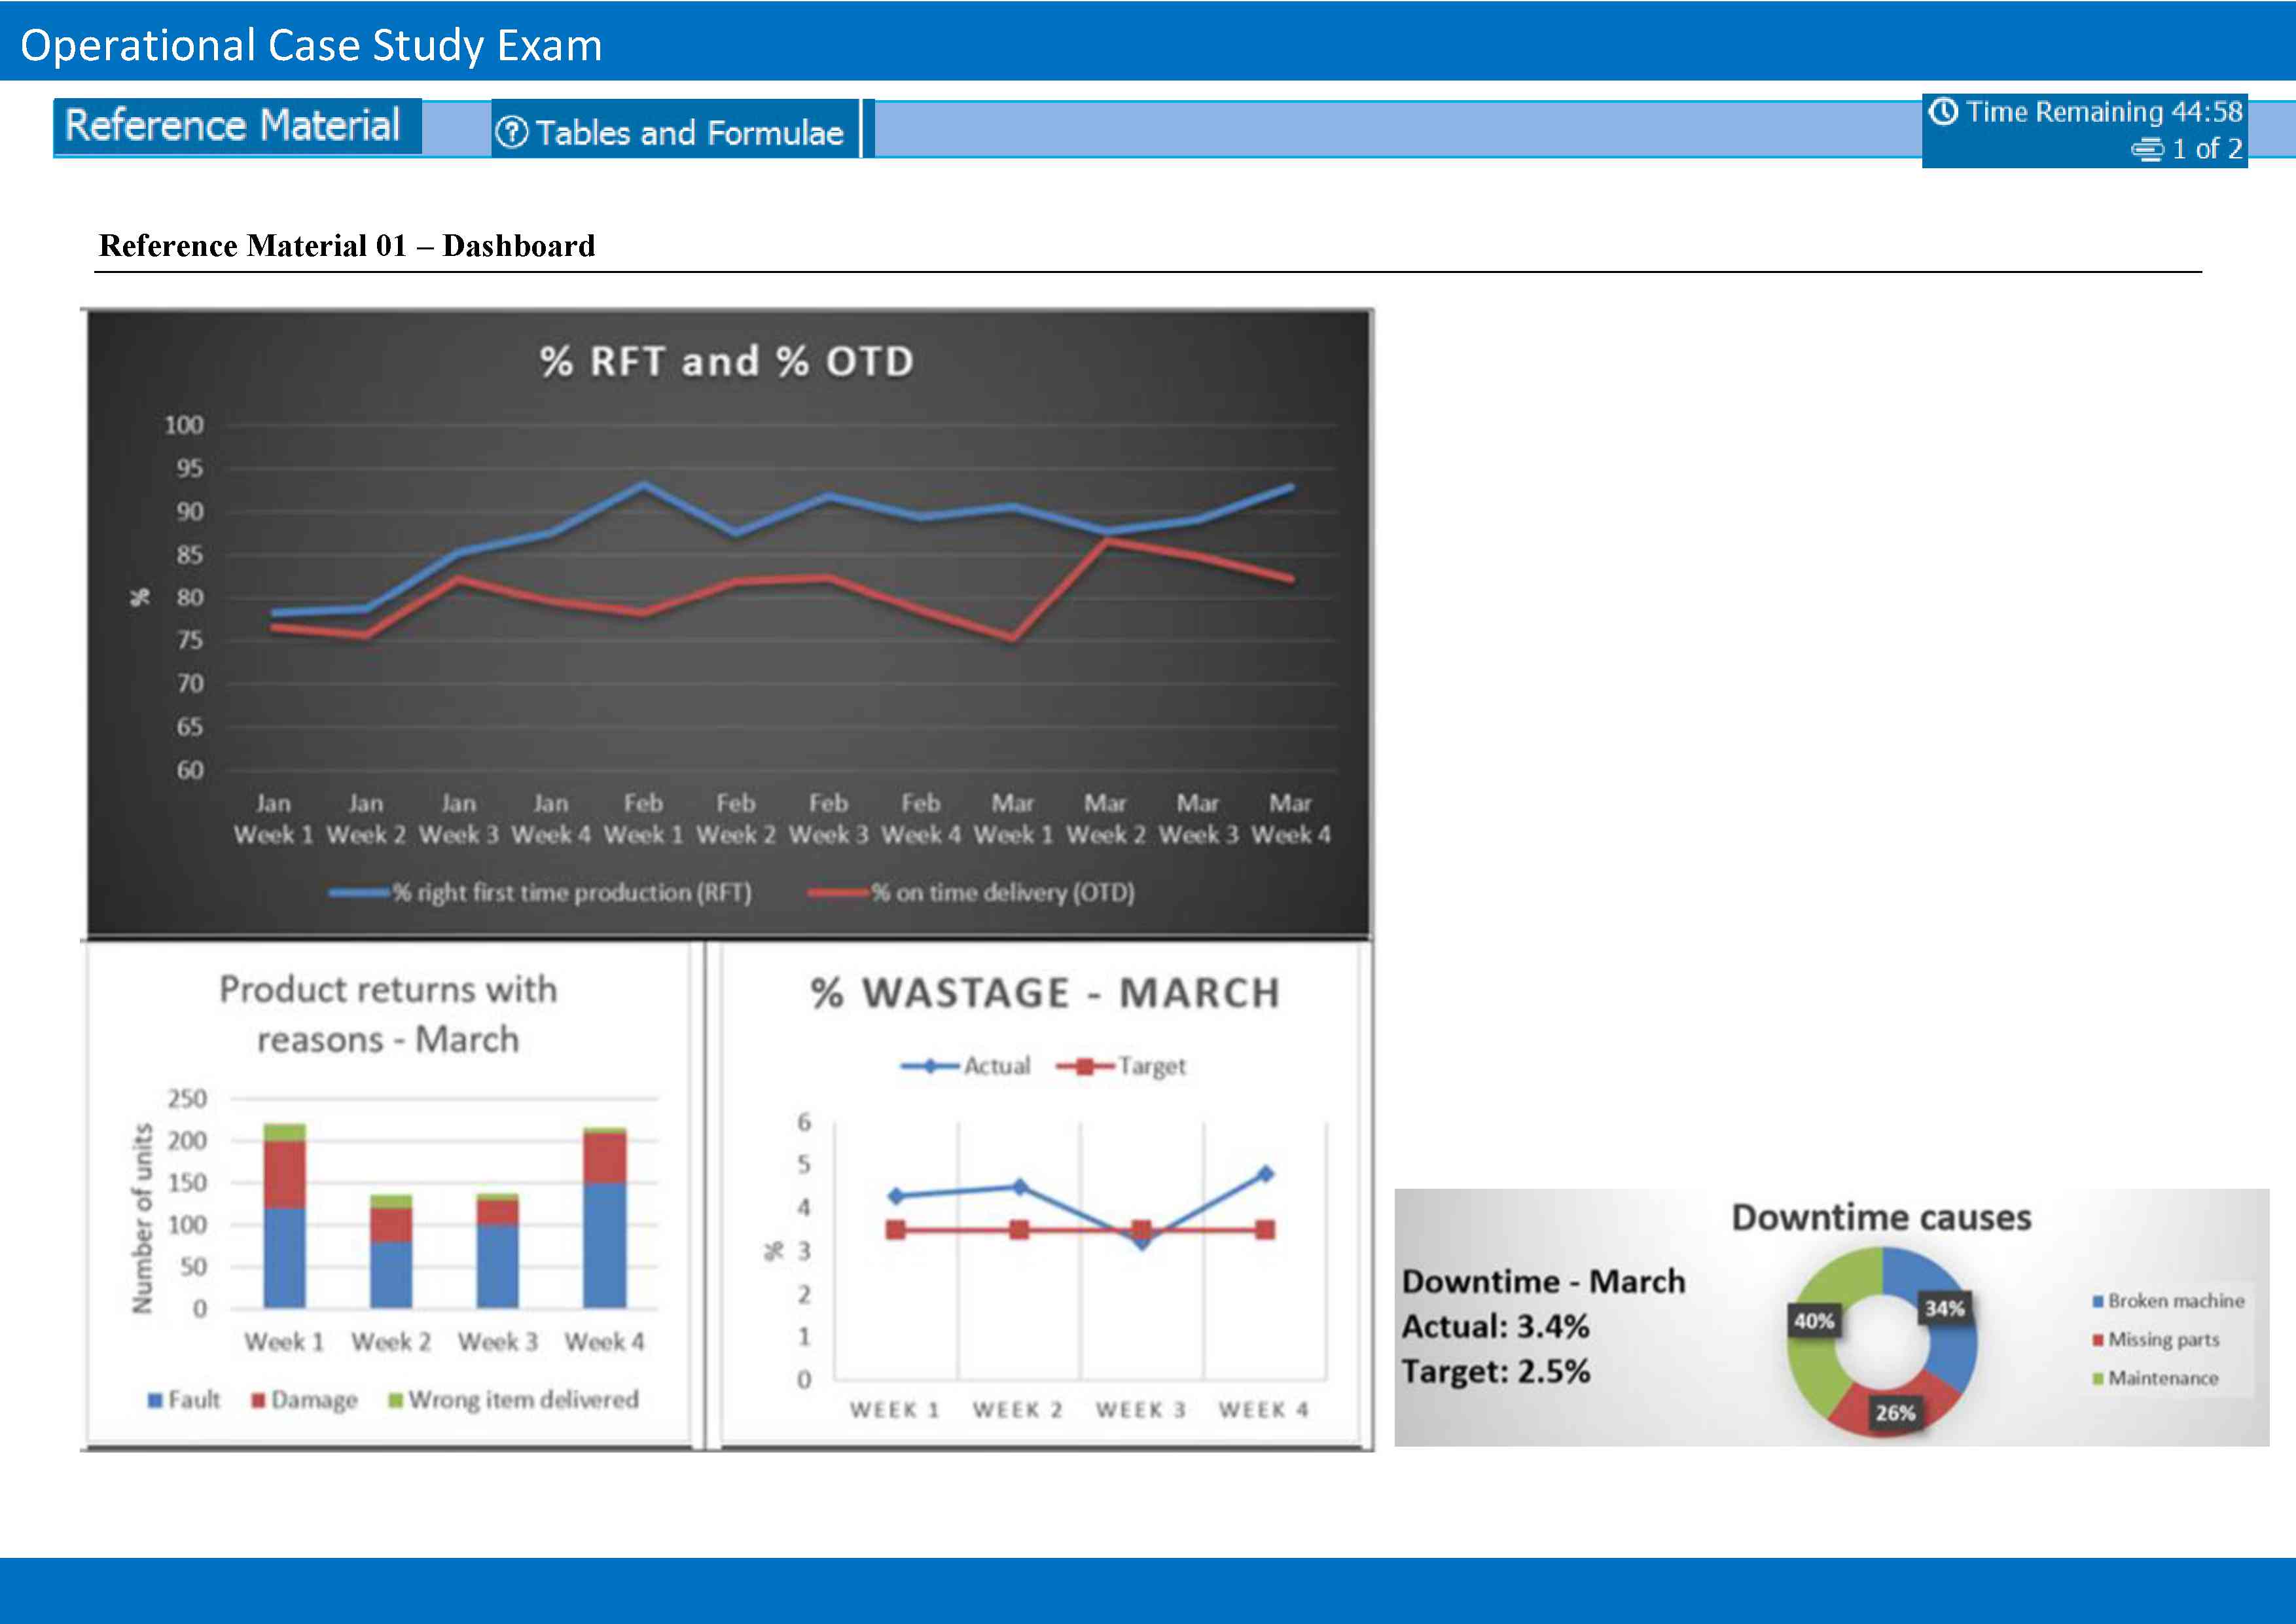 Operational Case Study Exam
Reference Material
? Tables and Formulae
Time Remaining 44:58
1 of 2
Reference Material 01 – Dashboard
% RFT and % OTD
100
95
90
85
80
75
70
65
60
%
Jan Jan Jan Jan Feb Feb Feb Feb Mar Mar Mar Mar
Week 1 Week 2 Week 3 Week 4 Week 1 Week 2 Week 3 Week 4 Week 1 Week 2 Week 3 Week 4
% right first time production (RFT) % on time delivery (OTD)
Product returns with
reasons - March
Number of units
250
200
150
100
50
0
Week 1 Week 2 Week 3 Week 4
Fault Damage Wrong item delivered
% WASTAGE - MARCH
Actual Target
%
6
5
4
3
2
1
0
WEEK 1 WEEK 2 WEEK 3 WEEK 4
Downtime - March
Actual: 3.4%
Target: 2.5%
Downtime causes
34%
40%
26%
Broken machine
Missing parts
Maintenance